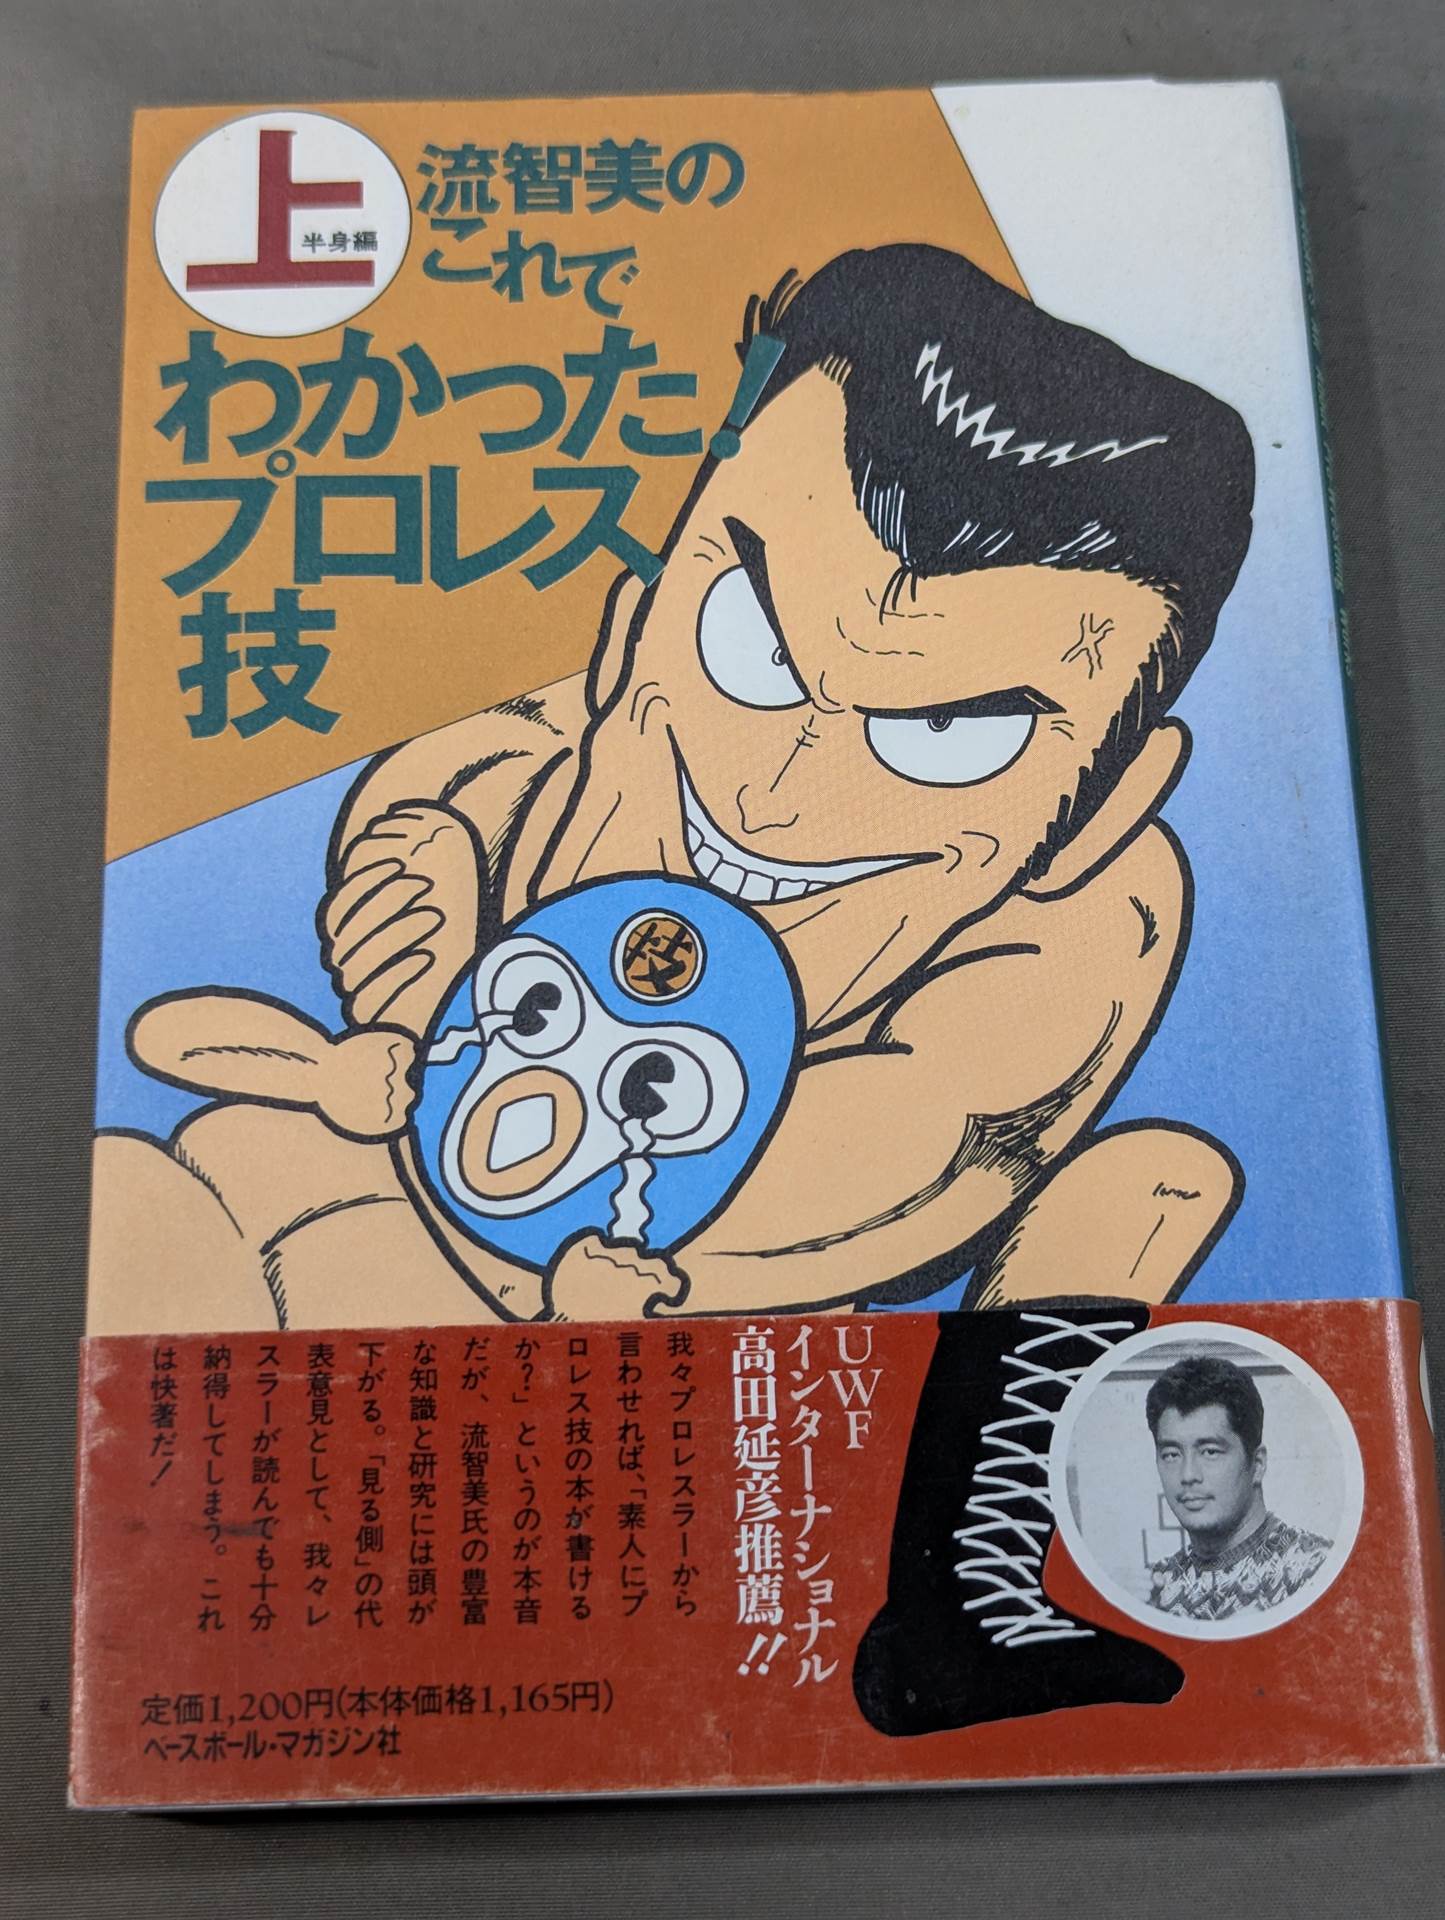 上
半身編
流智美の
これで
わかった!
プロレス
技
技
UWF
インターナショナル
高田延彦推薦!!
我々プロレスラーから
言わせれば、「素人にプ
ロレス技の本が書ける
か?」というのが本音
だが、流智美氏の豊富
な知識と研究には頭が
下がる。「見る側」の代
表意見として、我々レ
スラーが読んでも十分
納得してしまう。これ
は快著だ!
定価1,200円(本体価格1,165円)
ベースボール・マガジン社